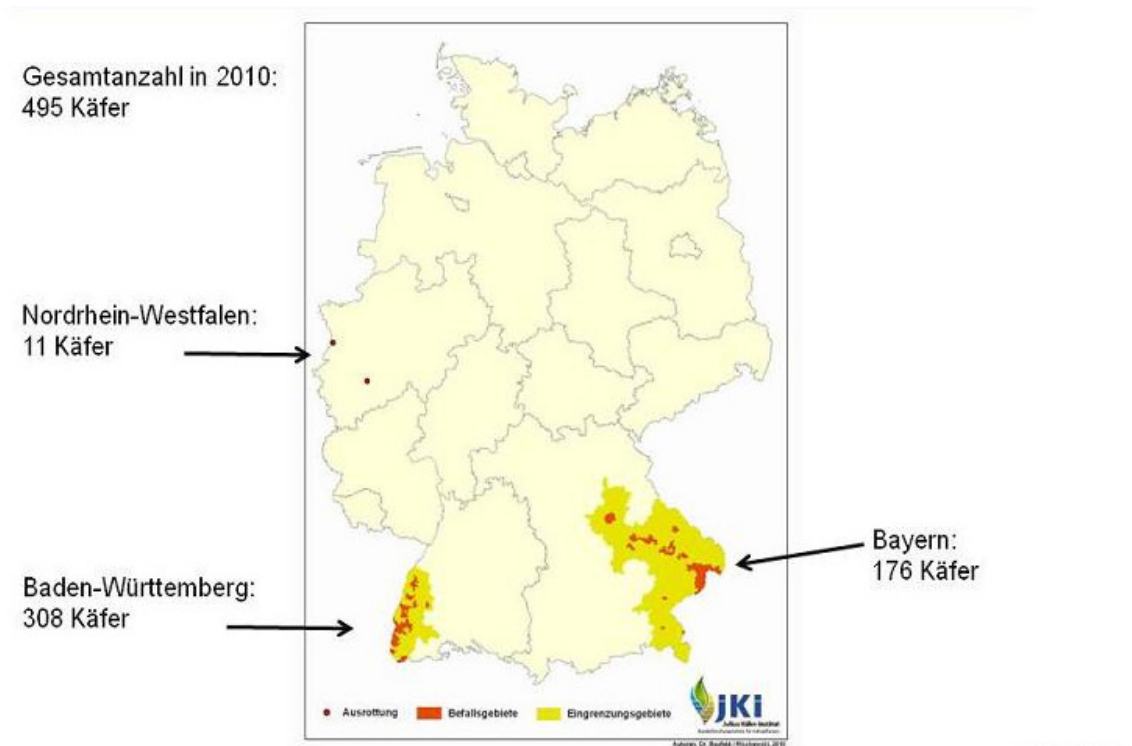 Gesamtanzahl in 2010:
495 Käfer
Nordrhein-Westfalen:
11 Käfer
Bayern:
176 Käfer
Baden-Württemberg:
308 Käfer
Ausrottung
Befallsgebiete
Eingrenzungsgebiete
jKi